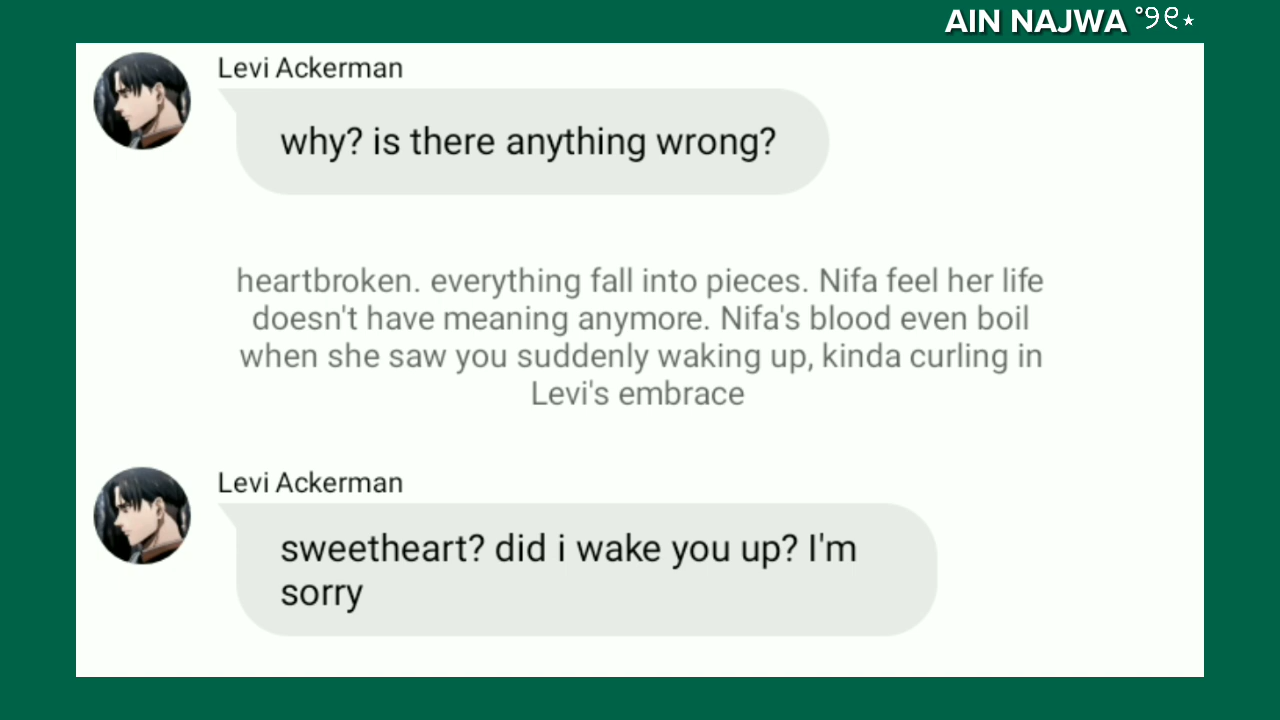 AIN NAJWA °୨୧⋆
Levi Ackerman
why? is there anything wrong?
heartbroken. everything fall into pieces. Nifa feel her life
doesn't have meaning anymore. Nifa's blood even boil
when she saw you suddenly waking up, kinda curling in
Levi's embrace
Levi Ackerman
sweetheart? did i wake you up? I'm
sorry